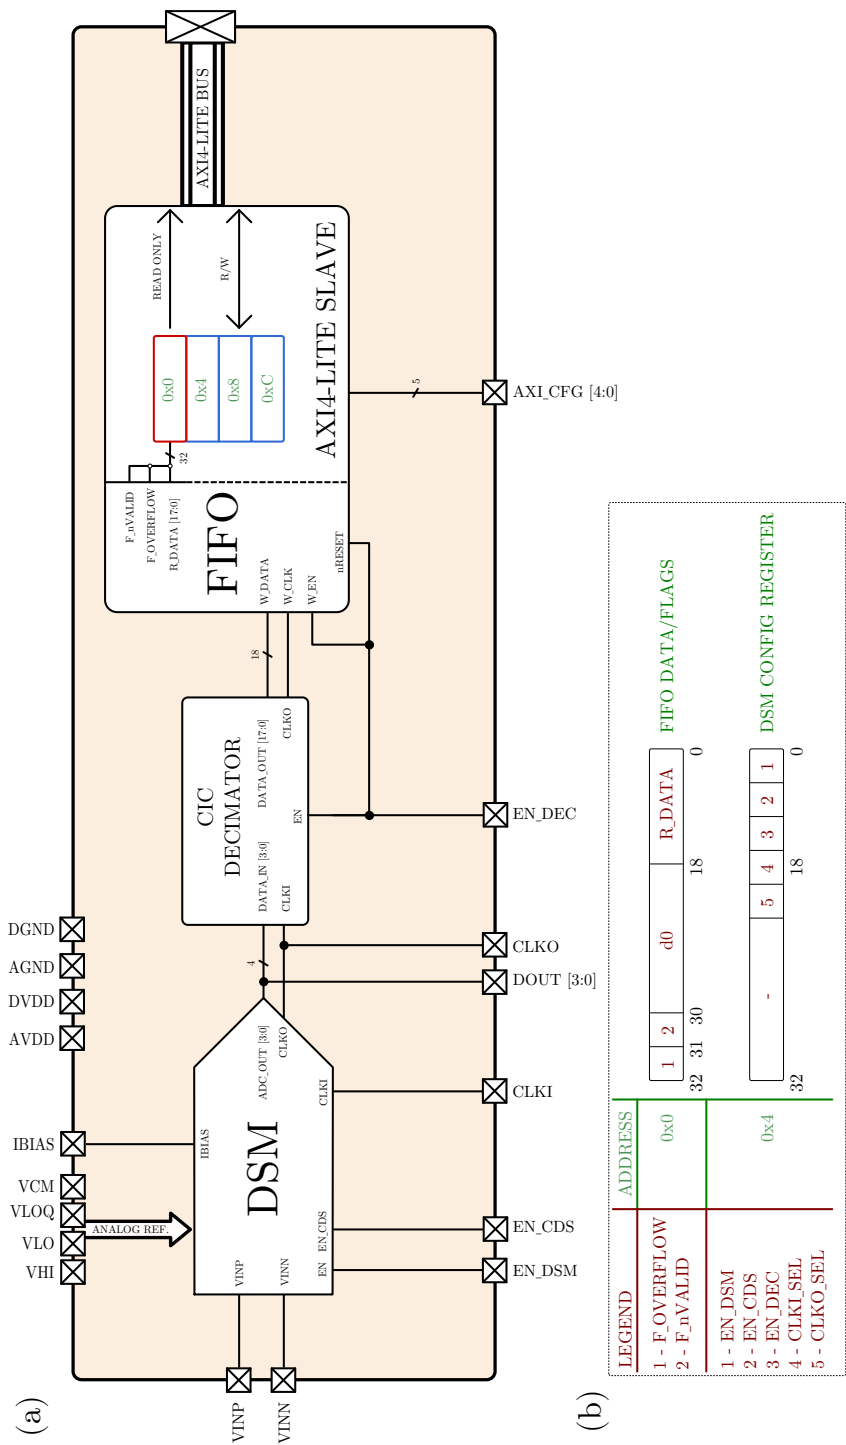 (a)
DGND
AGND
DVDD
AVDD
IBIAS
VCM
VLOQ
VLO
VHI
ANALOG REF.
VINP
VINN
DSM
IBIAS
VINP
VINN
EN
EN_CDS
CLKI
ADC_OUT [3:0]
CLKO
4
CIC
DECIMATOR
DATA_IN [3:0]
CLKI
EN
DATA_OUT [17:0]
CLKO
18
FIFO
W_DATA
W_CLK
W_EN
nRESET
F_nVALID
F_OVERFLOW
R_DATA [17:0]
32
AXI4-LITE SLAVE
0x0
0x4
0x8
0xC
READ ONLY
R/W
AXI4-LITE BUS
5
AXI_CFG [4:0]
EN_DEC
CLKO
DOUT [3:0]
CLKI
EN_CDS
EN_DSM
(b)
LEGEND
ADDRESS
1 - F_OVERFLOW
2 - F_nVALID
0x0
1 2 d0 R_DATA
FIFO DATA/FLAGS
32 31 30 18 0
1 - EN_DSM
2 - EN_CDS
3 - EN_DEC
4 - CLKI_SEL
5 - CLKO_SEL
0x4
- 5 4 3 2 1
DSM CONFIG REGISTER
32 18 0